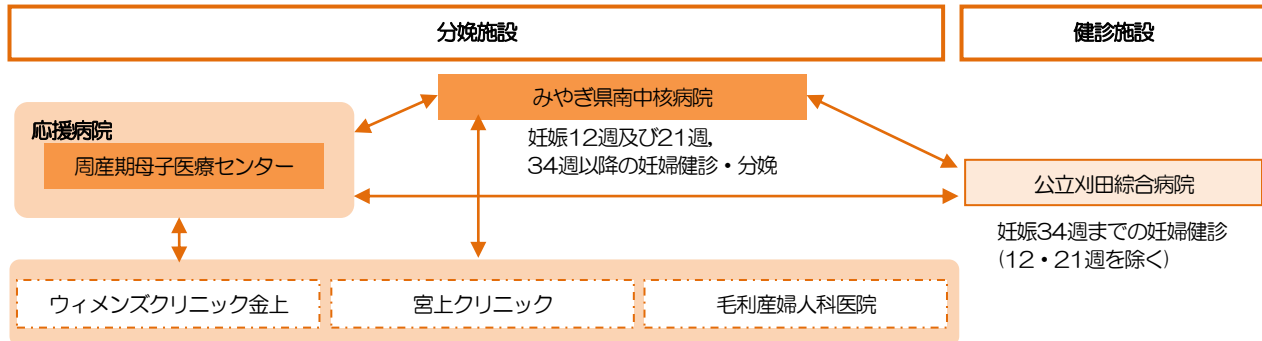 分娩施設
健診施設
みやぎ県南中核病院
応援病院
周産期母子医療センター
妊娠12週及び21週,
34週以降の妊婦健診・分娩
公立刈田綜合病院
妊娠34週までの妊婦健診
(12・21週を除く)
ウィメンズクリニック金上
宮上クリニック
毛利産婦人科医院